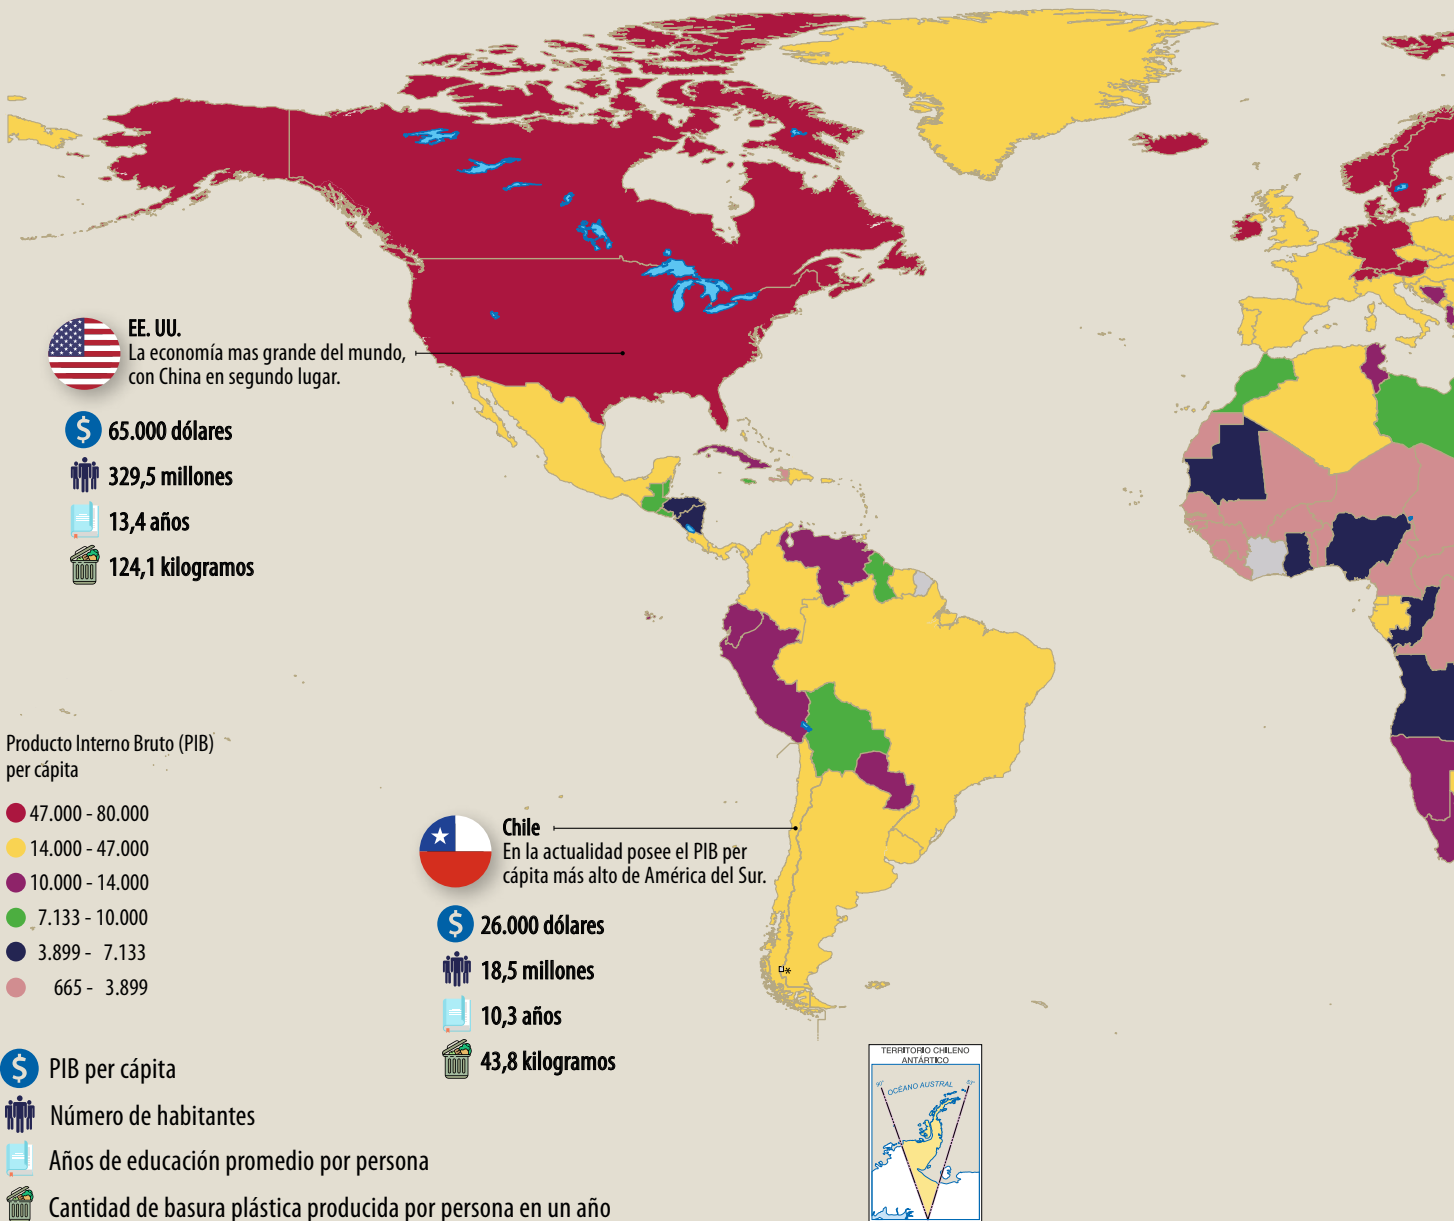 EE. UU.
La economía mas grande del mundo,
con China en segundo lugar.
65.000 dólares
329,5 millones
13,4 años
124,1 kilogramos
Producto Interno Bruto (PIB)
per cápita
47.000 - 80.000
14.000 - 47.000
10.000 - 14.000
7.133 - 10.000
3.899 - 7.133
665 - 3.899
Chile
En la actualidad posee el PIB per
cápita más alto de América del Sur.
26.000 dólares
18,5 millones
10,3 años
43,8 kilogramos
PIB per cápita
Número de habitantes
Años de educación promedio por persona
Cantidad de basura plástica producida por persona en un año
TERRITORIO CHILENO
ANTÁRTICO
90°
53°
OCÉANO AUSTRAL